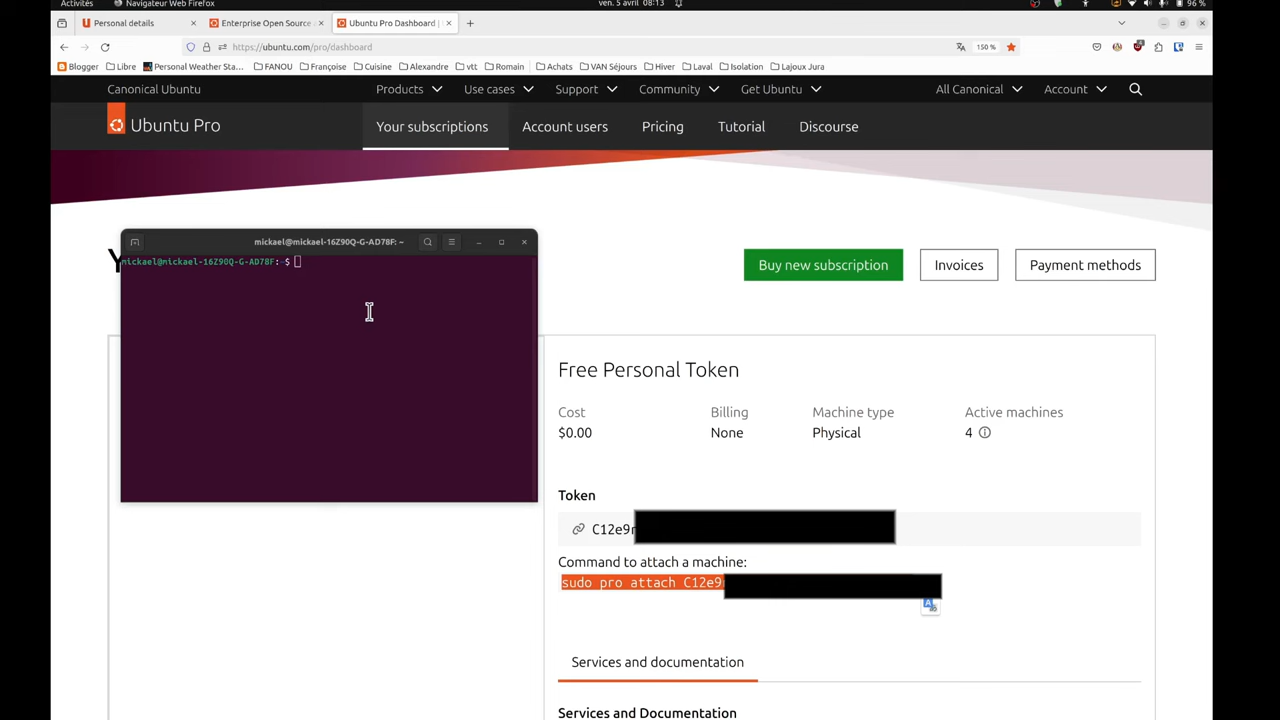 Activités
Navigateur Web Firefox
ven. 5 avril 08:13
96 %
Personal details
Enterprise Open Source a
Ubuntu Pro Dashboard |
https://ubuntu.com/pro/dashboard
150 %
Blogger
Libre
Personal Weather Sta…
FANOU
Françoise
Cuisine
Alexandre
vtt
Romain
Achats
VAN Séjours
Hiver
Laval
Isolation
Lajoux Jura
Canonical Ubuntu
Products
Use cases
Support
Community
Get Ubuntu
All Canonical
Account
Ubuntu Pro
Your subscriptions
Account users
Pricing
Tutorial
Discourse
mickael@mickael-16Z90Q-G-AD78F: ~
mickael@mickael-16Z90Q-G-AD78F:~$
Y
Buy new subscription
Invoices
Payment methods
Free Personal Token
Cost
Billing
Machine type
Active machines
$0.00
None
Physical
4
Token
C12e9r
Command to attach a machine:
sudo pro attach C12e9
Services and documentation
Services and Documentation